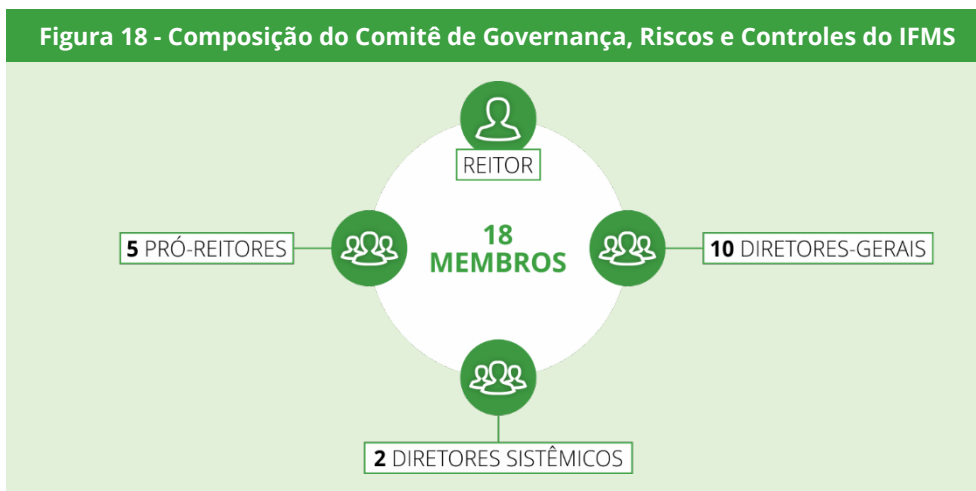 Figura 18 - Composição do Comitê de Governança, Riscos e Controles do IFMS
REITOR
5 PRÓ-REITORES
18
MEMBROS
10 DIRETORES-GERAIS
2 DIRETORES SISTÊMICOS